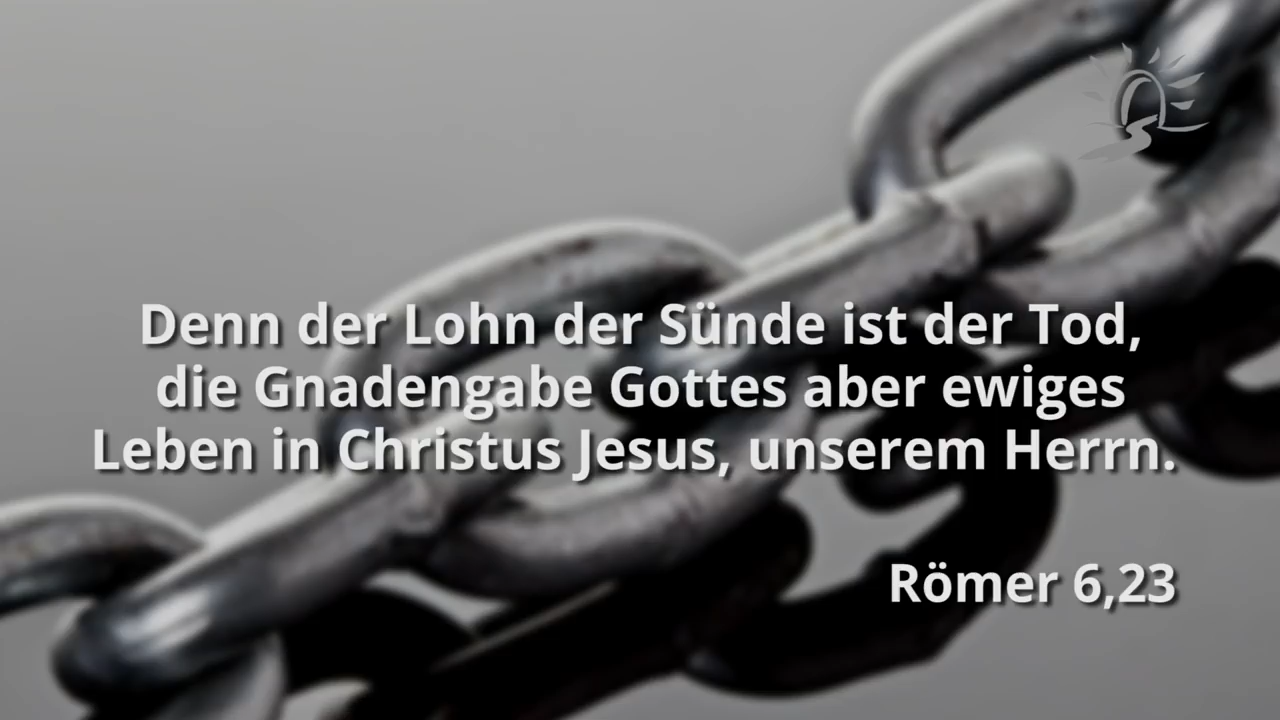 Denn der Lohn der Sünde ist der Tod,
die Gnadengabe Gottes aber ewiges
Leben in Christus Jesus, unserem Herrn.
Römer 6,23